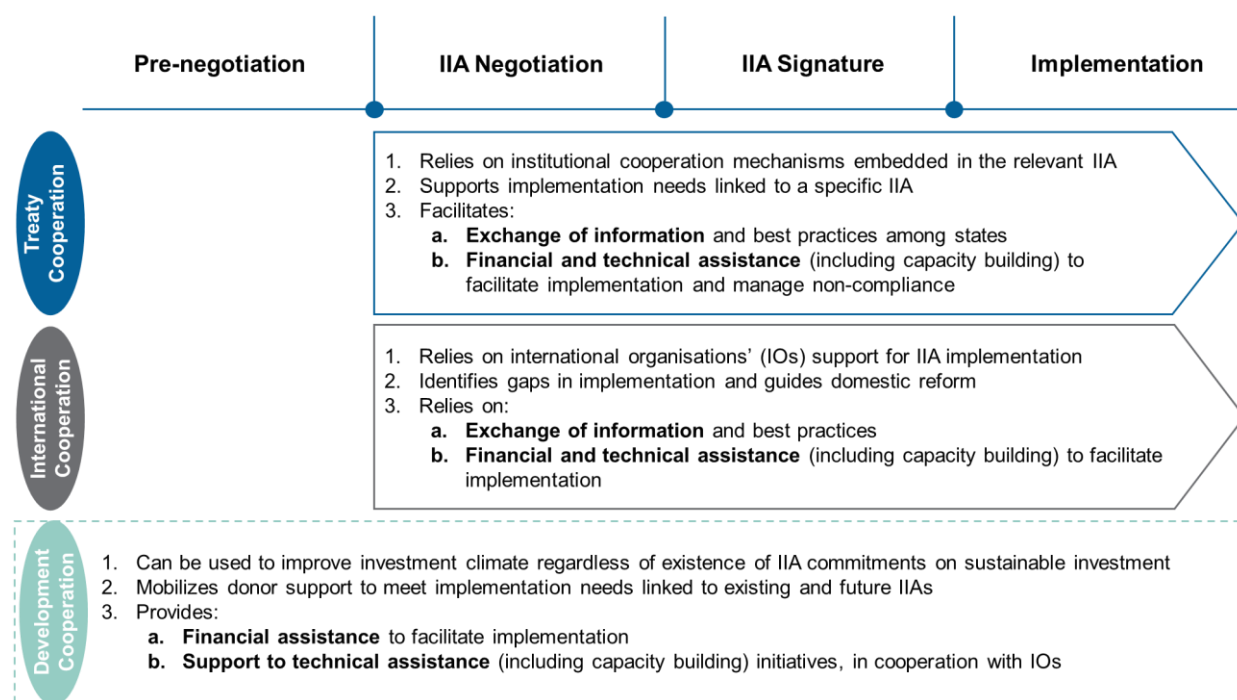 Pre-negotiation
IIA Negotiation
IIA Signature
Implementation
Treaty
Cooperation
1. Relies on institutional cooperation mechanisms embedded in the relevant IIA
2. Supports implementation needs linked to a specific IIA
3. Facilitates:
a. Exchange of information and best practices among states
b. Financial and technical assistance (including capacity building) to
facilitate implementation and manage non-compliance
International
Cooperation
1. Relies on international organisations’ (IOs) support for IIA implementation
2. Identifies gaps in implementation and guides domestic reform
3. Relies on:
a. Exchange of information and best practices
b. Financial and technical assistance (including capacity building) to facilitate
implementation
Development
Cooperation
1. Can be used to improve investment climate regardless of existence of IIA commitments on sustainable investment
2. Mobilizes donor support to meet implementation needs linked to existing and future IIAs
3. Provides:
a. Financial assistance to facilitate implementation
b. Support to technical assistance (including capacity building) initiatives, in cooperation with IOs